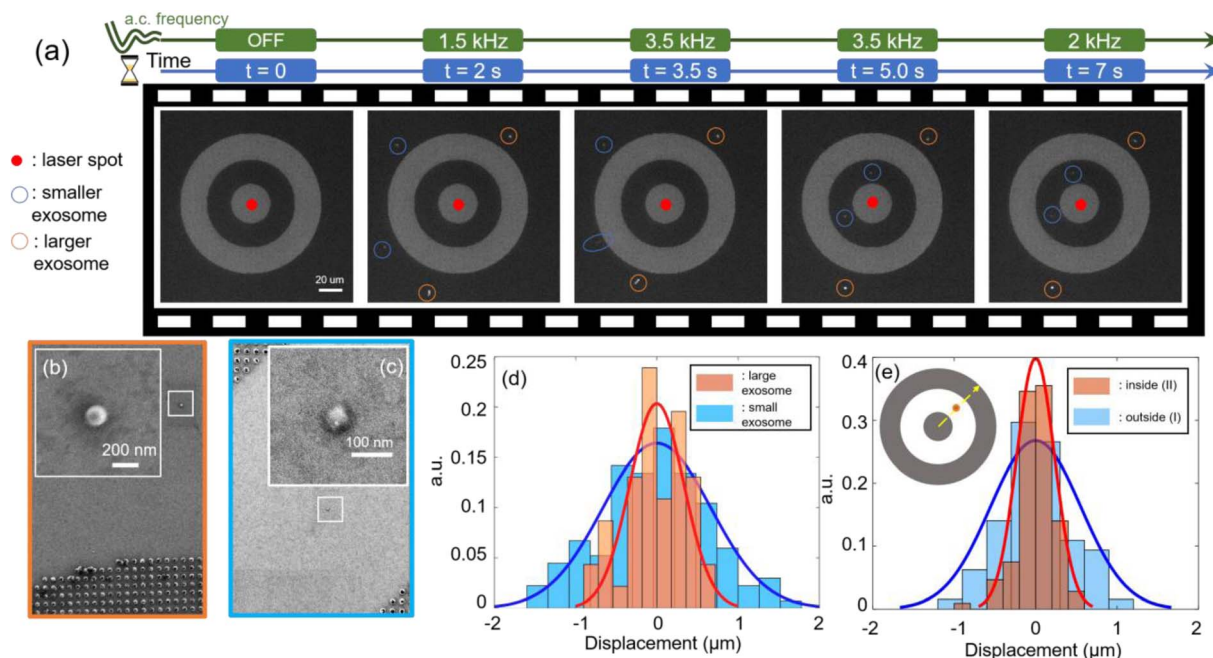 a.c. frequency
(a)
OFF
1.5 kHz
3.5 kHz
3.5 kHz
2 kHz
Time
t = 0
t = 2 s
t = 3.5 s
t = 5.0 s
t = 7 s
: laser spot
: smaller
exosome
: larger
exosome
20 um
(b)
200 nm
(c)
100 nm
(d)
: large
exosome
: small
exosome
a.u.
0.25
0.2
0.15
0.1
0.05
0
-2
-1
0
1
2
Displacement (µm)
(e)
: inside (II)
: outside (I)
a.u.
0.4
0.3
0.2
0.1
0
-2
-1
0
1
2
Displacement (µm)